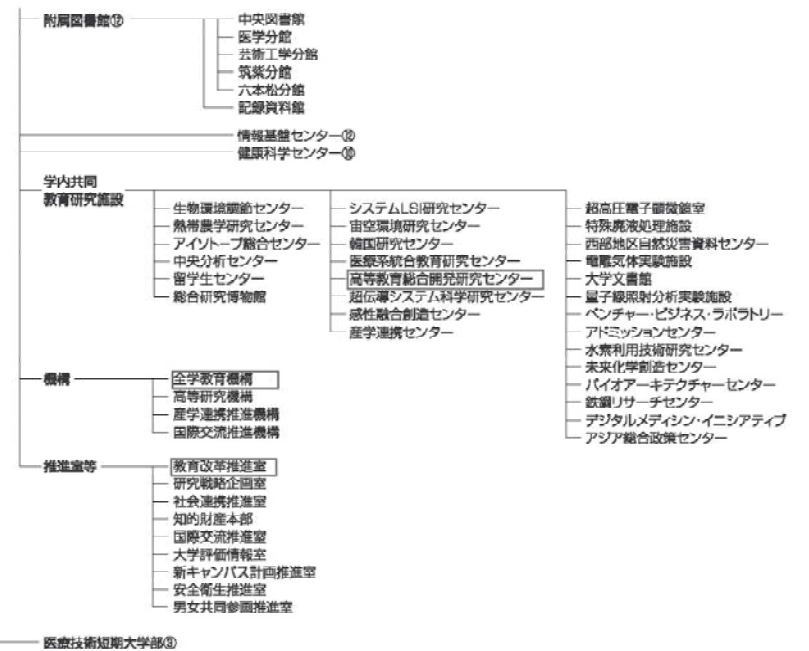 附属図書館⑫
中央図書館
医学分館
芸術工学分館
筑紫分館
六本松分館
記録資料館
情報基盤センター⑫
健康科学センター⑩
学内共同
教育研究施設
生物環境調節センター
熱帯農学研究センター
アイソトープ総合センター
中央分析センター
留学生センター
総合研究博物館
システムLSI研究センター
宙空環境研究センター
韓国研究センター
医療系統合教育研究センター
高等教育総合開発研究センター
超伝導システム科学研究センター
感性融合創造センター
産学連携センター
超高圧電子顕微鏡室
特殊廃液処理施設
西部地区自然災害資料センター
電離気体実験施設
大学文書館
量子線照射分析実験施設
ベンチャー・ビジネス・ラボラトリー
アドミッションセンター
水素利用技術研究センター
未来化学創造センター
バイオアーキテクチャーセンター
鉄鋼リサーチセンター
デジタルメディシン・イニシアティブ
アジア総合政策センター
機構
全学教育機構
高等研究機構
産学連携推進機構
国際交流推進機構
推進室等
教育改革推進室
研究戦略企画室
社会連携推進室
知的財産本部
国際交流推進室
大学評価情報室
新キャンパス計画推進室
安全衛生推進室
男女共同参画推進室
医療技術短期大学部③